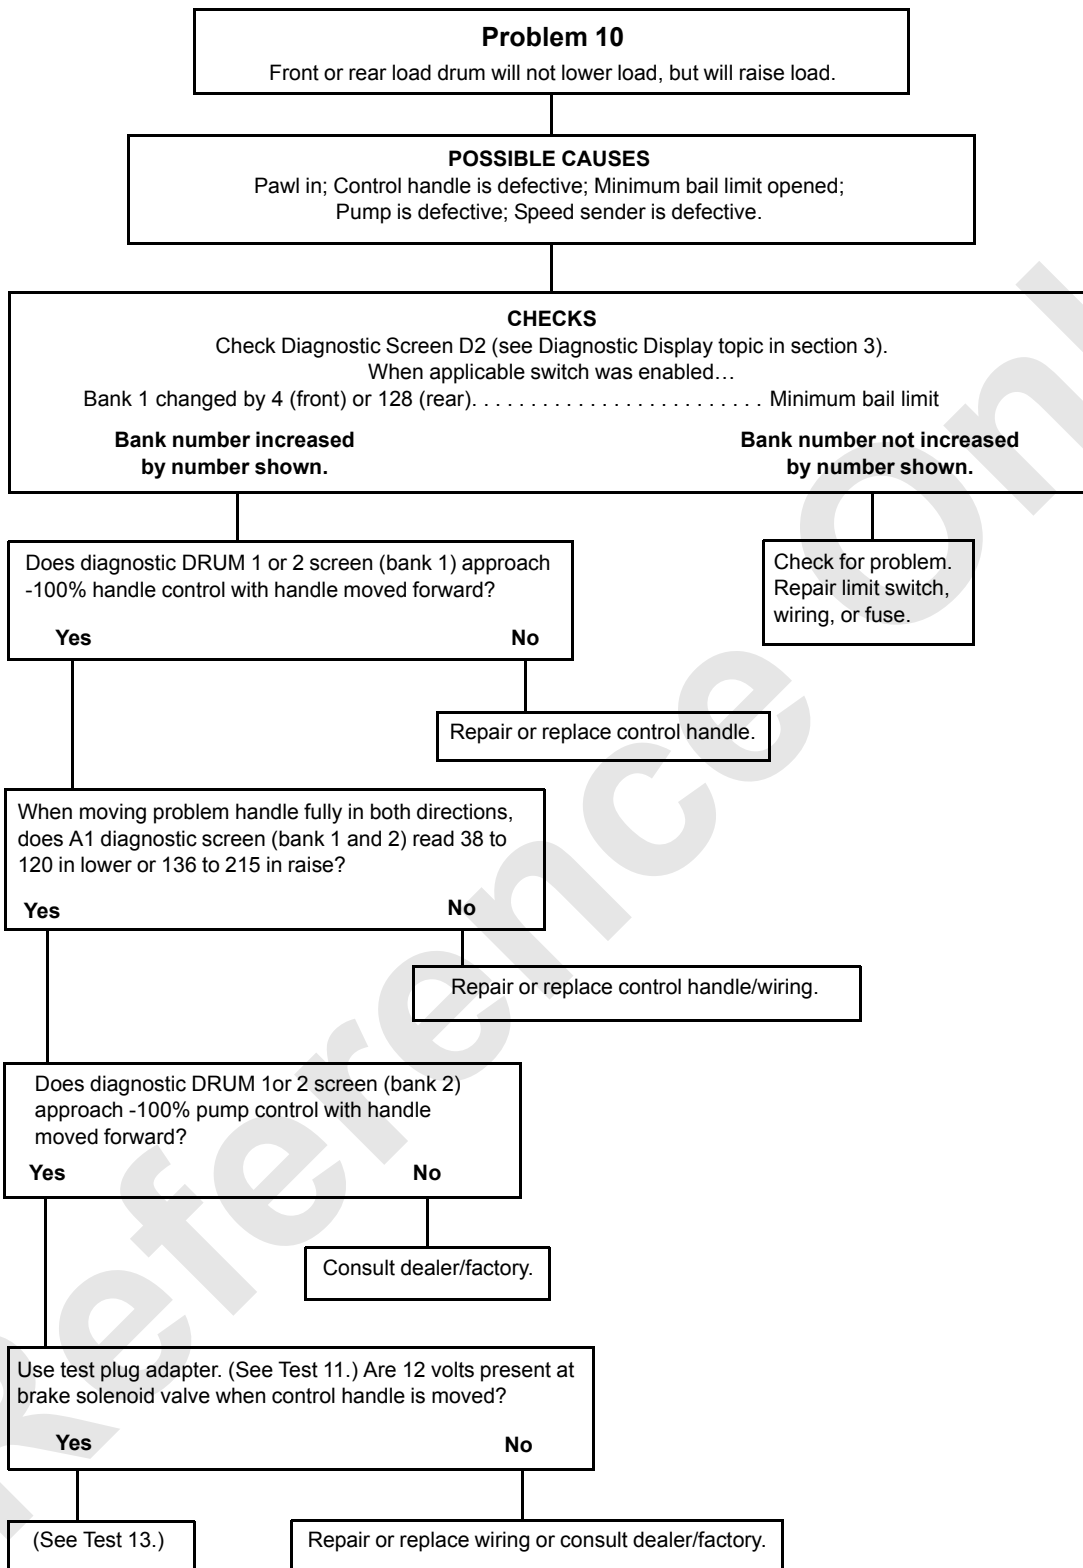 Problem 10
Front or rear load drum will not lower load, but will raise load.
POSSIBLE CAUSES
Pawl in; Control handle is defective; Minimum bail limit opened;
Pump is defective; Speed sender is defective.
CHECKS
Check Diagnostic Screen D2 (see Diagnostic Display topic in section 3).
When applicable switch was enabled…
Bank 1 changed by 4 (front) or 128 (rear). . . . . . . . . . . . . . . . . . . . . . . . . Minimum bail limit
Bank number increased
by number shown.
Bank number not increased
by number shown.
Does diagnostic DRUM 1 or 2 screen (bank 1) approach
-100% handle control with handle moved forward?
Yes
No
Check for problem.
Repair limit switch,
wiring, or fuse.
Repair or replace control handle.
When moving problem handle fully in both directions,
does A1 diagnostic screen (bank 1 and 2) read 38 to
120 in lower or 136 to 215 in raise?
Yes
No
Repair or replace control handle/wiring.
Does diagnostic DRUM 1or 2 screen (bank 2)
approach -100% pump control with handle
moved forward?
Yes
No
Consult dealer/factory.
Use test plug adapter. (See Test 11.) Are 12 volts present at
brake solenoid valve when control handle is moved?
Yes
No
(See Test 13.)
Repair or replace wiring or consult dealer/factory.
Reference Onl